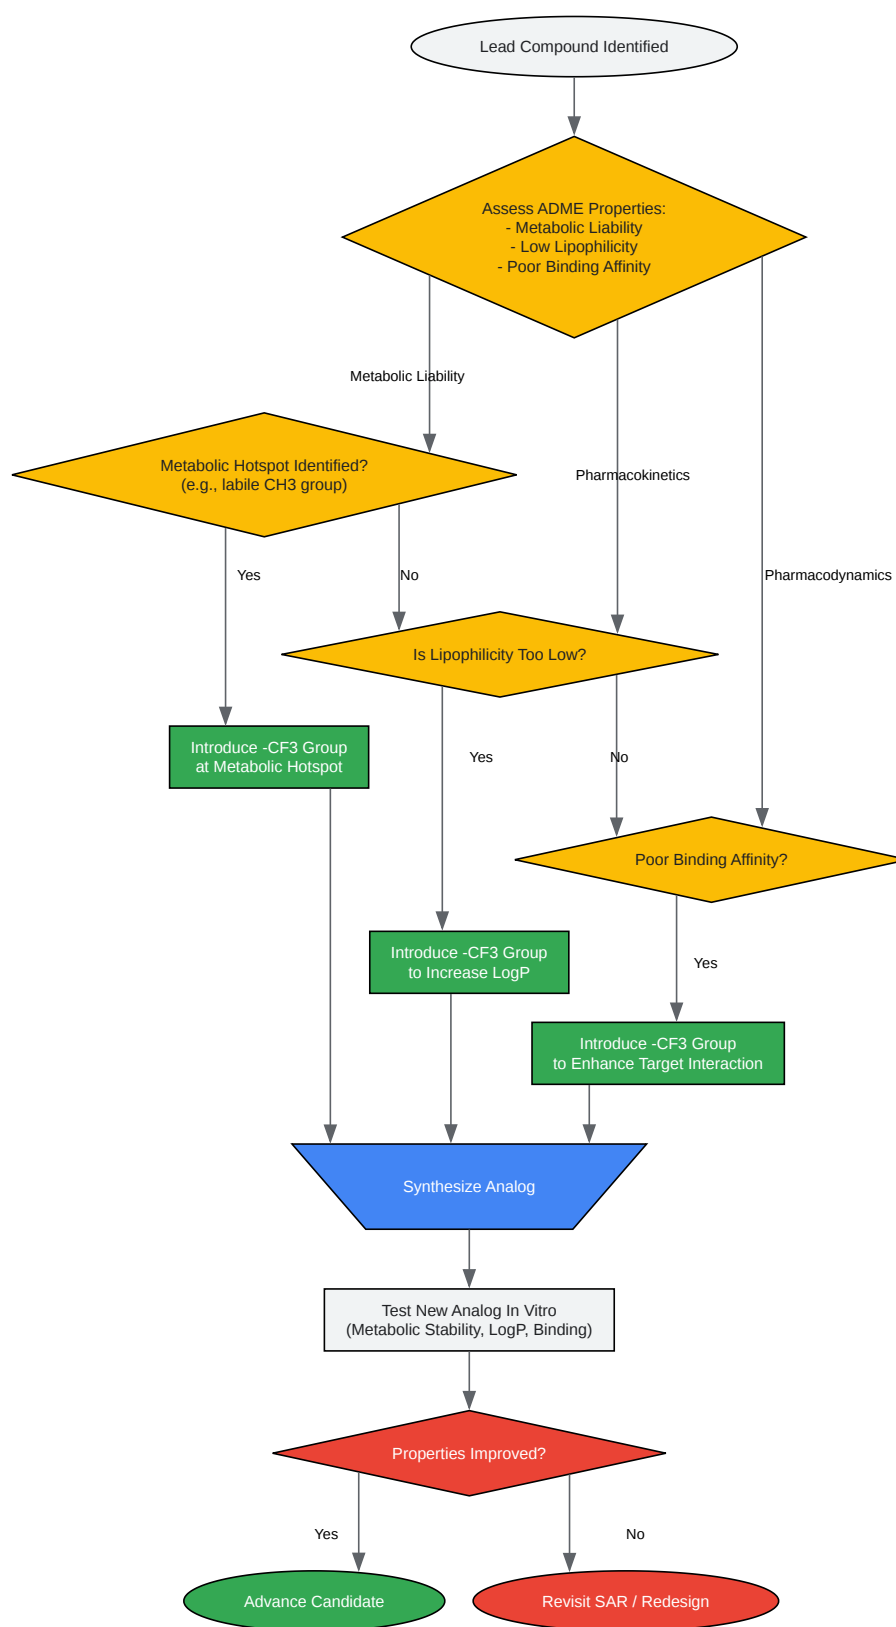 Lead Compound Identified
Assess ADME Properties:
- Metabolic Liability
- Low Lipophilicity
- Poor Binding Affinity
Metabolic Liability
Metabolic Hotspot Identified?
(e.g., labile CH3 group)
Pharmacokinetics
Yes
No
Pharmacodynamics
Is Lipophilicity Too Low?
Introduce -CF3 Group
at Metabolic Hotspot
Yes
No
Poor Binding Affinity?
Introduce -CF3 Group
to Increase LogP
Yes
Introduce -CF3 Group
to Enhance Target Interaction
Synthesize Analog
Test New Analog In Vitro
(Metabolic Stability, LogP, Binding)
Properties Improved?
Yes
No
Advance Candidate
Revisit SAR / Redesign